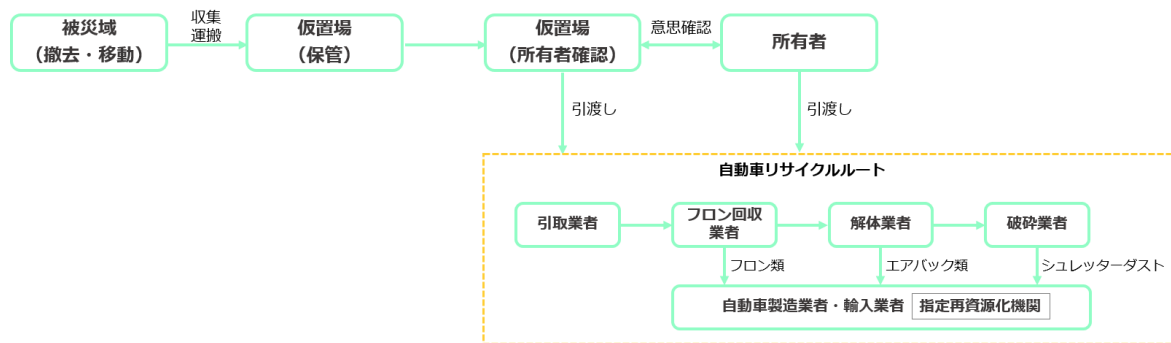 被災域
（撤去・移動）
収集
運搬
仮置場
（保管）
仮置場
（所有者確認）
意思確認
所有者
引渡し
引渡し
自動車リサイクルルート
引取業者
フロン回収
業者
解体業者
破砕業者
フロン類
エアバック類
シュレッターダスト
自動車製造業者・輸入業者
指定再資源化機関